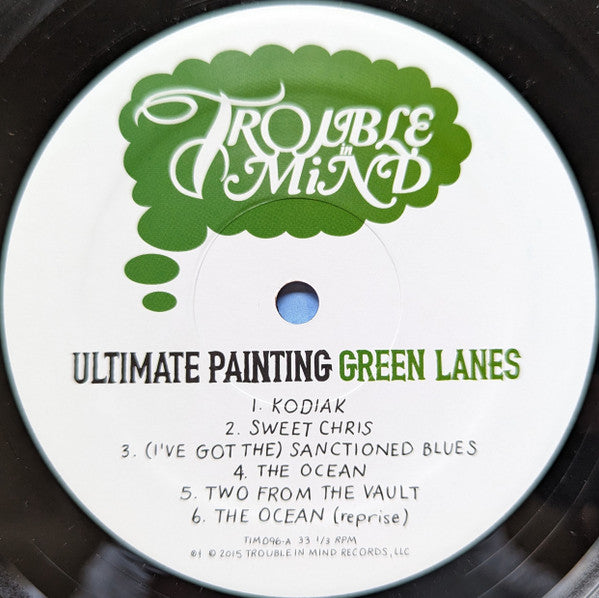 TROUBLE
in
MiND
ULTIMATE PAINTING GREEN LANES
1. KODIAK
2. SWEET CHRIS
3. (I'VE GOT THE) SANCTIONED BLUES
4. THE OCEAN
5. TWO FROM THE VAULT
6. THE OCEAN (reprise)
TIM096-A 33 1/3 RPM
℗† © 2015 TROUBLE IN MIND RECORDS, LLC